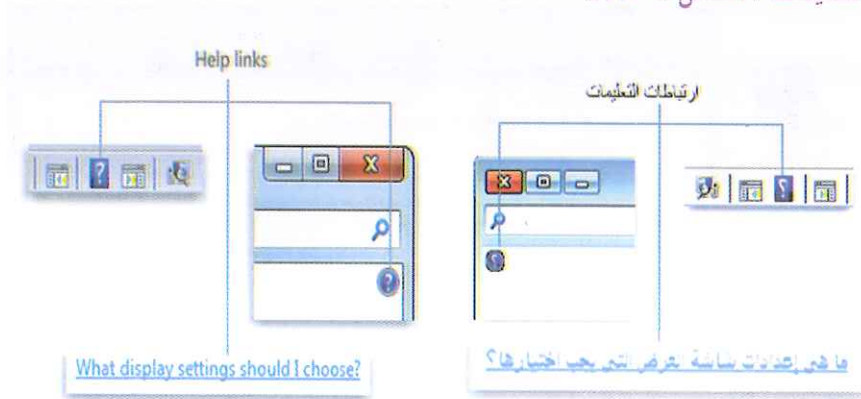 Help links
ارتباطات التعليمات
What display settings should I choose?
ما هي إعدادات شاشة العرض التي يجب اختيارها؟